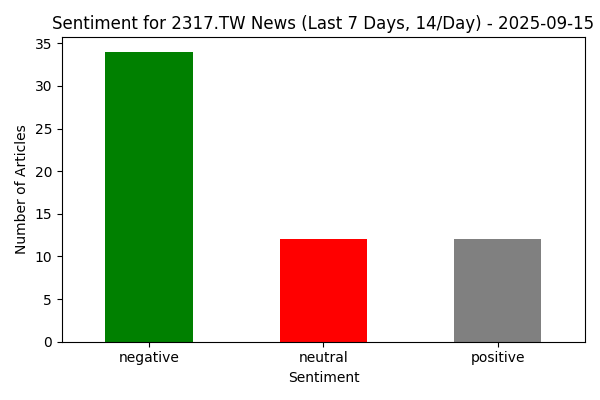 Sentiment for 2317.TW News (Last 7 Days, 14/Day) - 2025-09-15
Number of Articles
35
30
25
20
15
10
5
0
negative
neutral
positive
Sentiment